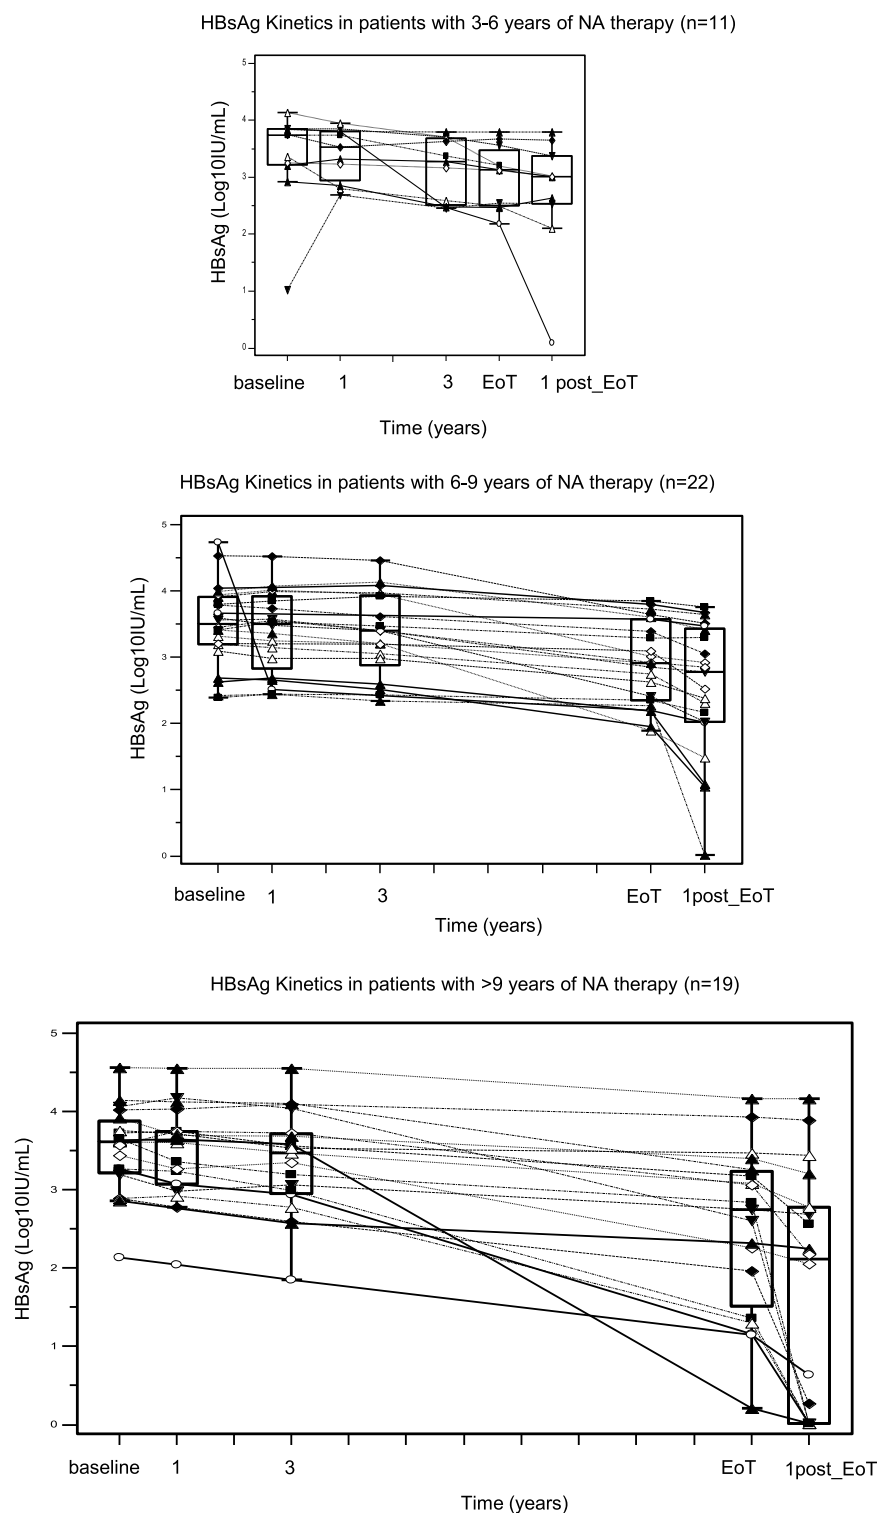 HBsAg Kinetics in patients with 3-6 years of NA therapy (n=11)
HBsAg (Log10IU/mL)
5
4
3
2
1
0
baseline 1 3 EoT 1 post_EoT
Time (years)
HBsAg Kinetics in patients with 6-9 years of NA therapy (n=22)
HBsAg (Log10IU/mL)
5
4
3
2
1
0
baseline 1 3 EoT 1post_EoT
Time (years)
HBsAg Kinetics in patients with >9 years of NA therapy (n=19)
HBsAg (Log10IU/mL)
5
4
3
2
1
0
baseline 1 3 EoT 1post_EoT
Time (years)